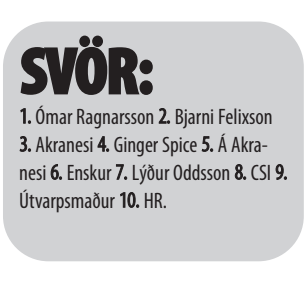 SVÖR:
1. Ómar Ragnarsson 2. Bjarni Felixson
3. Akranesi 4. Ginger Spice 5. Á Akra-
nesi 6. Enskur 7. Lýður Oddsson 8. CSI 9.
Útvarpsmaður 10. HR.